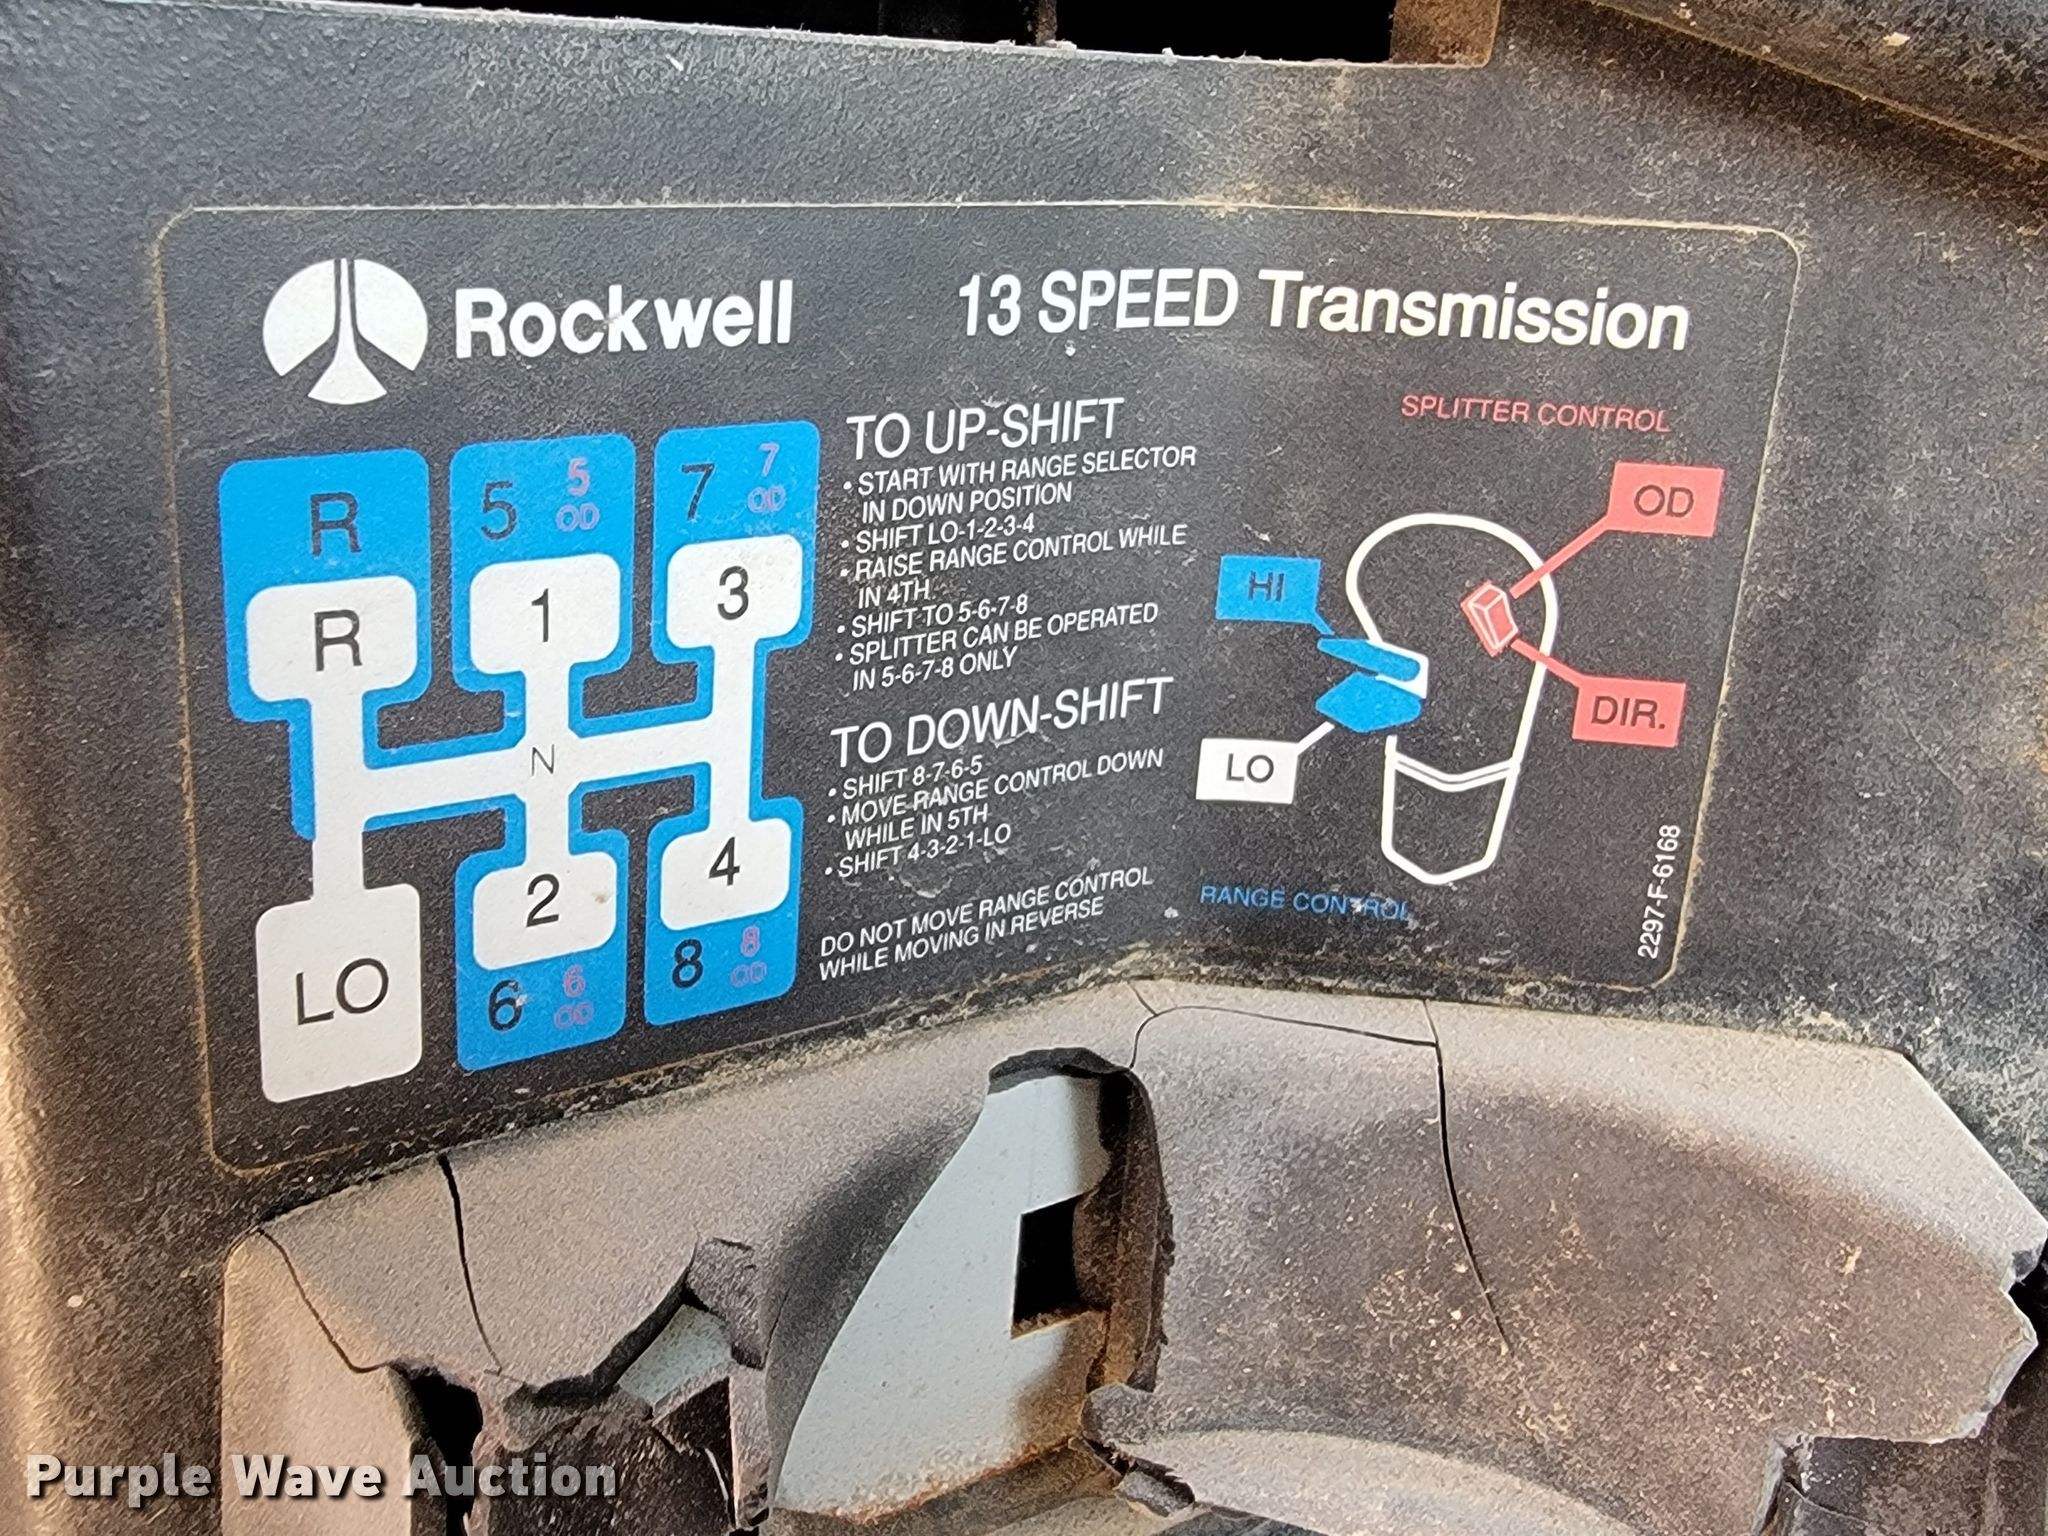 Rockwell
13 SPEED Transmission
R
5
5
OD
7
7
OD
R
1
3
N
LO
2
4
6
6
OD
8
8
OD
TO UP-SHIFT
• START WITH RANGE SELECTOR
IN DOWN POSITION
• SHIFT LO-1-2-3-4
• RAISE RANGE CONTROL WHILE
IN 4TH
• SHIFT TO 5-6-7-8
• SPLITTER CAN BE OPERATED
IN 5-6-7-8 ONLY
TO DOWN-SHIFT
• SHIFT 8-7-6-5
• MOVE RANGE CONTROL DOWN
WHILE IN 5TH
• SHIFT 4-3-2-1-LO
DO NOT MOVE RANGE CONTROL
WHILE MOVING IN REVERSE
SPLITTER CONTROL
OD
HI
DIR.
LO
RANGE CONTROL
2297-F-6168
Purple Wave Auction